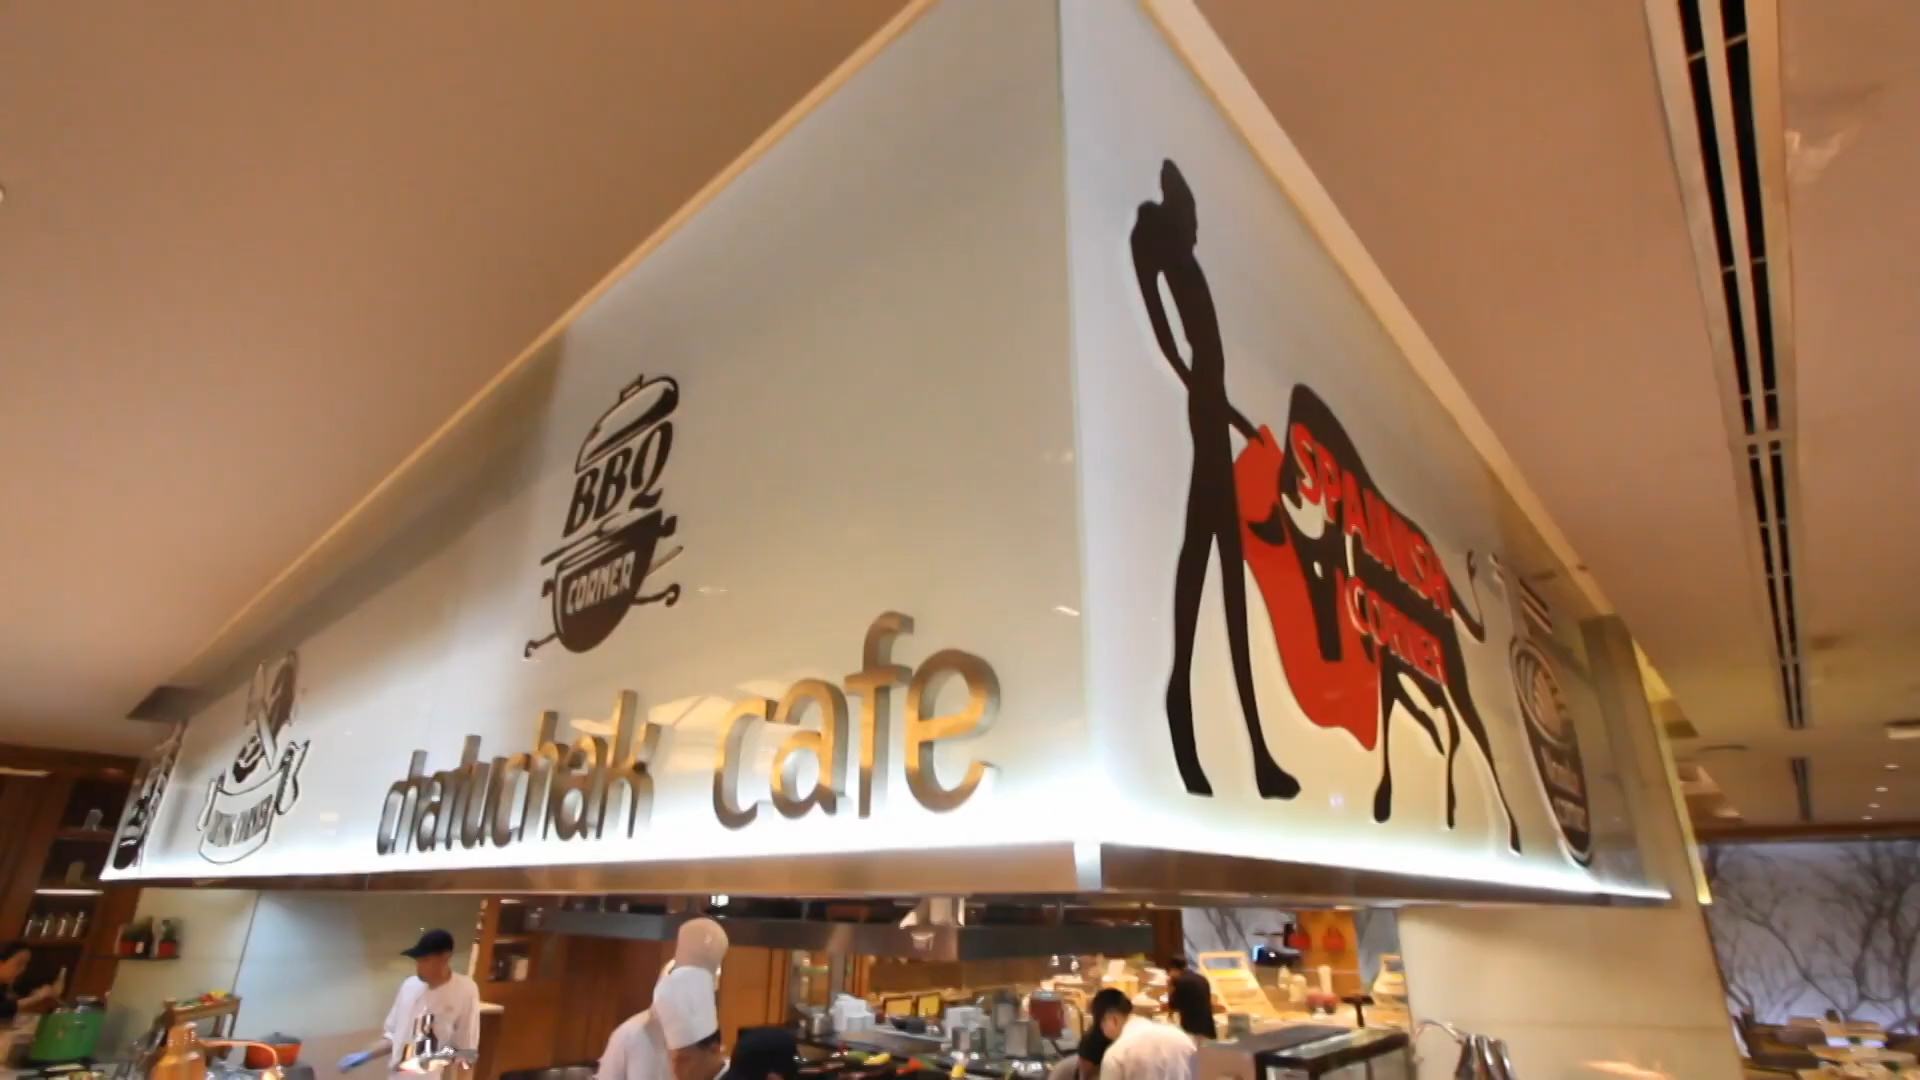 BBQ
CORNER
chatuchak cafe
SPANISH
CORNER